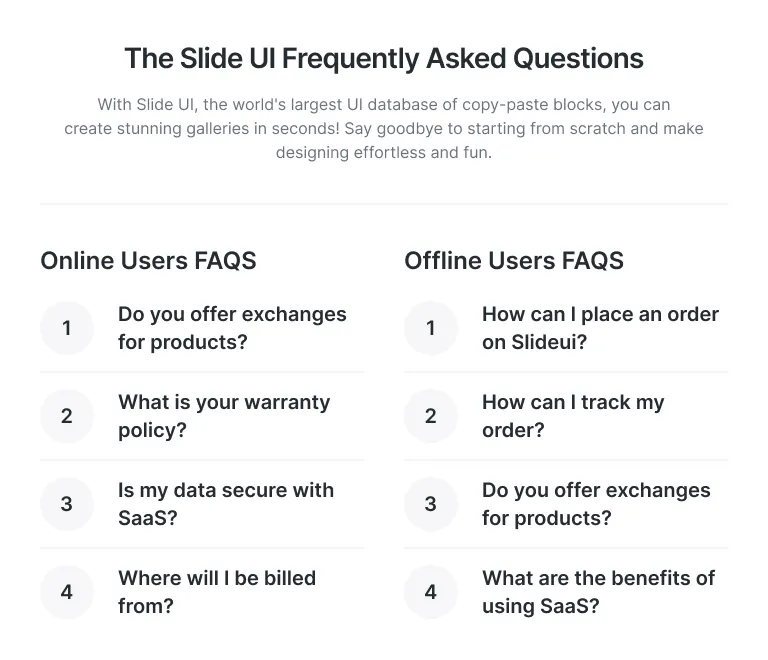 The Slide UI Frequently Asked Questions
With Slide UI, the world's largest UI database of copy-paste blocks, you can
create stunning galleries in seconds! Say goodbye to starting from scratch and make
designing effortless and fun.
Online Users FAQS
1
Do you offer exchanges
for products?
2
What is your warranty
policy?
3
Is my data secure with
SaaS?
4
Where will I be billed
from?
Offline Users FAQS
1
How can I place an order
on Slideui?
2
How can I track my
order?
3
Do you offer exchanges
for products?
4
What are the benefits of
using SaaS?